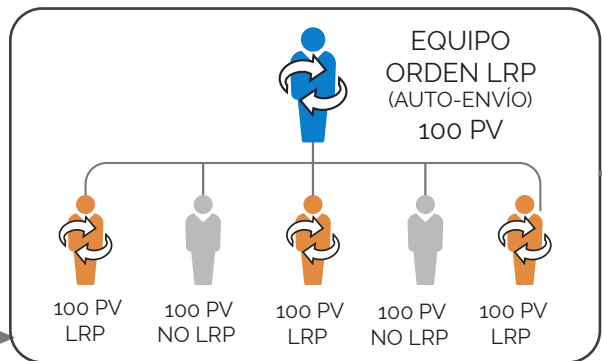 EQUIPO
ORDEN LRP
(AUTO-ENVÍO)
100 PV
100 PV
LRP
100 PV
NO LRP
100 PV
LRP
100 PV
NO LRP
100 PV
LRP